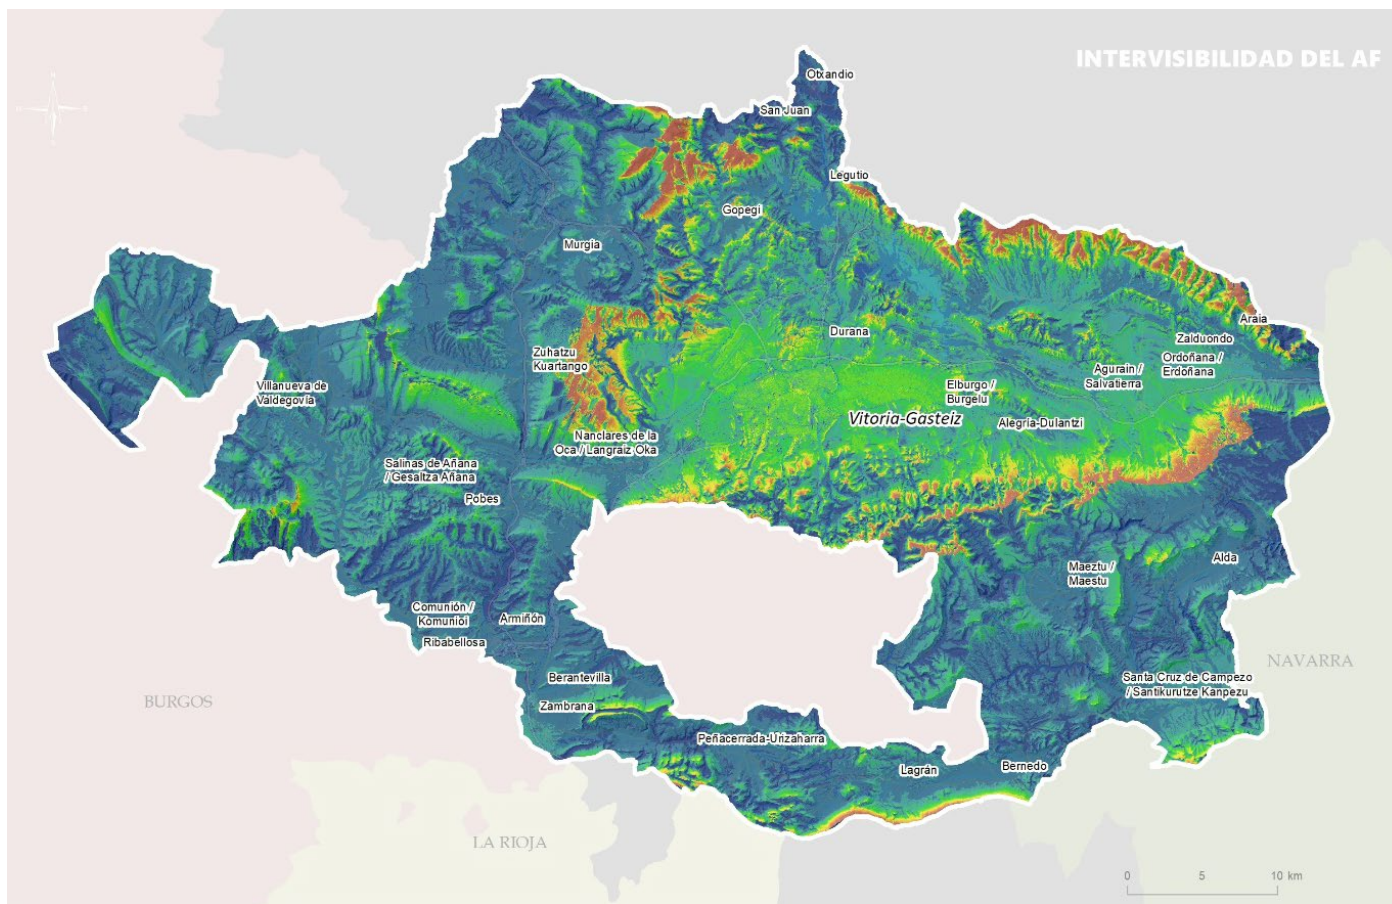 INTERVISIBILIDAD DEL AF
Otxandio
San Juan
Legutio
Gopegi
Murgia
Araia
Zalduondo
Durana
Zuhatzu
Kuartango
Ordoñana /
Erdoñana
Agurain /
Salvatierra
Villanueva de
Valdegovía
Elburgo /
Burgelu
Vitoria-Gasteiz
Alegría-Dulantzi
Nanclares de la
Oca / Langraiz Oka
Salinas de Añana
/ Gesaltza Añana
Pobes
Alda
Maeztu /
Maestu
Comunión /
Komunioi
Armiñón
Ribabellosa
NAVARRA
Berantevilla
Santa Cruz de Campezo
/ Santikurutze Kanpezu
BURGOS
Zambrana
Peñacerrada-Urizaharra
Lagrán
Bernedo
LA RIOJA
0 5 10 km